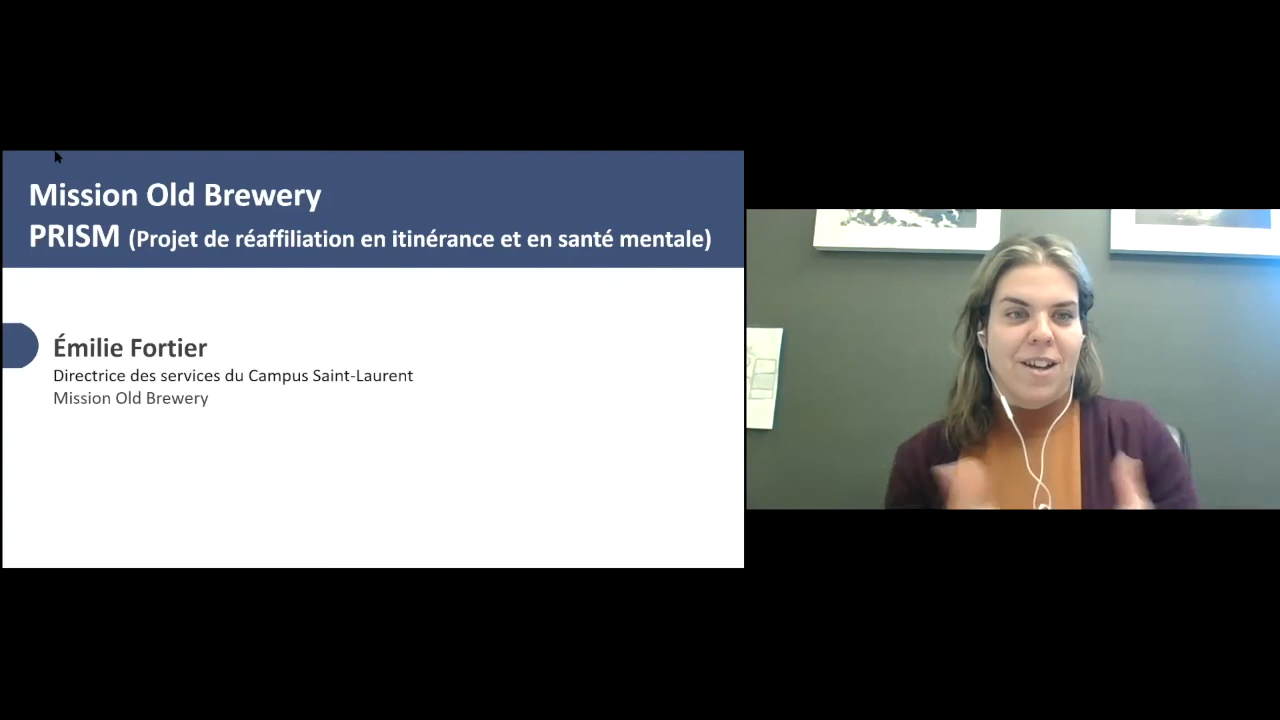 Mission Old Brewery
PRISM (Projet de réaffiliation en itinérance et en santé mentale)
Émilie Fortier
Directrice des services du Campus Saint-Laurent
Mission Old Brewery